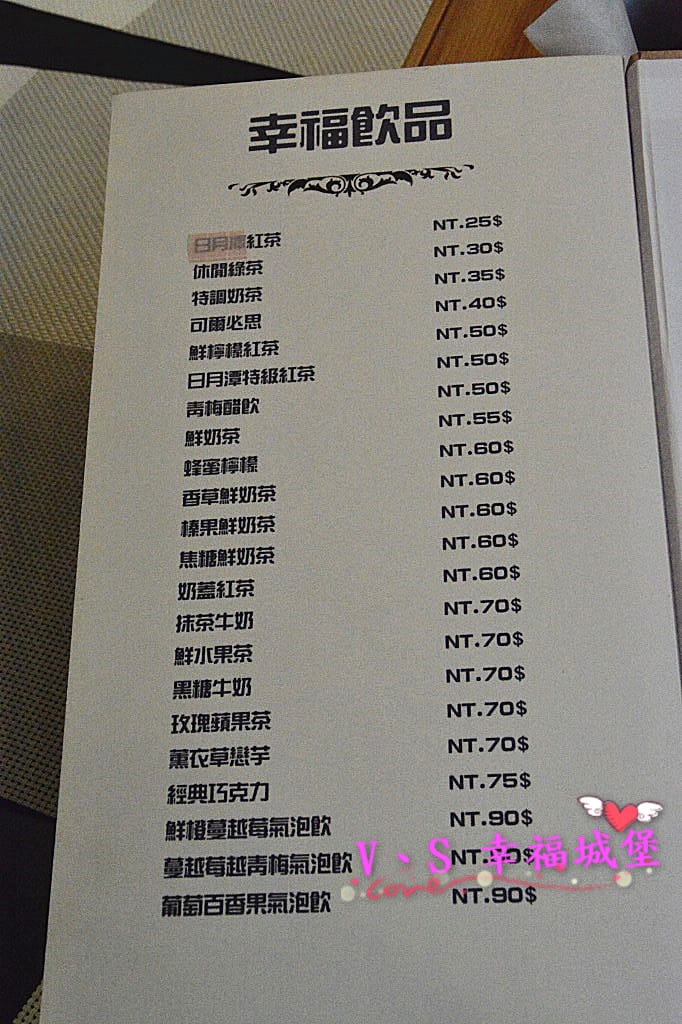 幸福飲品
日月潭紅茶 NT.25$
休閒綠茶 NT.30$
特調奶茶 NT.35$
可爾必思 NT.40$
鮮檸檬紅茶 NT.50$
日月潭特級紅茶 NT.50$
青梅醋飲 NT.50$
鮮奶茶 NT.55$
蜂蜜檸檬 NT.60$
香草鮮奶茶 NT.60$
榛果鮮奶茶 NT.60$
焦糖鮮奶茶 NT.60$
奶蓋紅茶 NT.60$
抹茶牛奶 NT.70$
鮮水果茶 NT.70$
黑糖牛奶 NT.70$
玫瑰蘋果茶 NT.70$
薰衣草戀芋 NT.70$
經典巧克力 NT.75$
鮮橙蔓越莓氣泡飲 NT.90$
蔓越莓越青梅氣泡飲 NT.90$
葡萄百香果氣泡飲 NT.90$
V、S 幸福城堡
Love